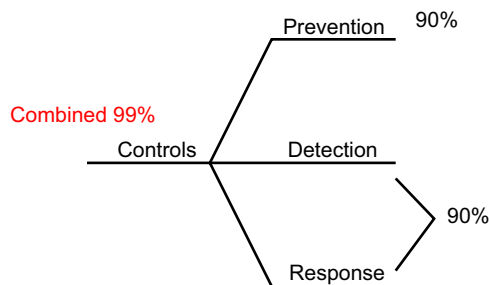 Prevention 90%
Combined 99%
Controls Detection
90%
Response